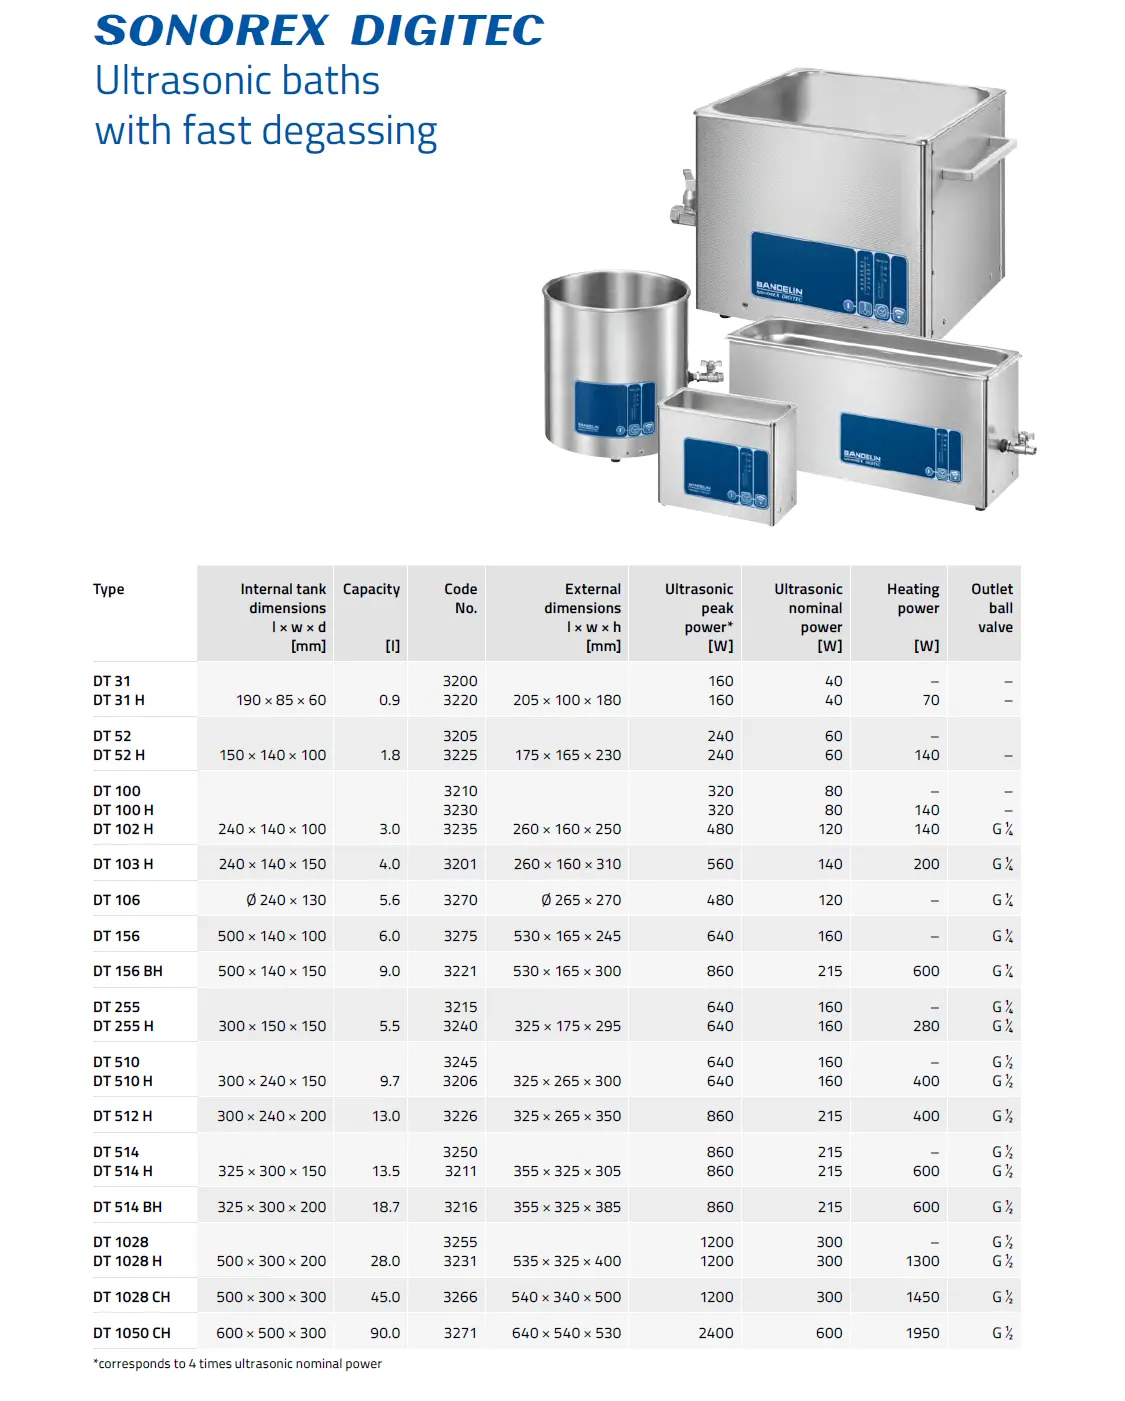 SONOREX DIGITEC
Ultrasonic baths
with fast degassing
BANDELIN
SONOREX DIGITEC
BANDELIN
BANDELIN
SONOREX DIGITEC
SONOREX DIGITEC
Type Internal tank dimensions l × w × d [mm] Capacity [l] Code No. External dimensions l × w × h [mm] Ultrasonic peak power* [W] Ultrasonic nominal power [W] Heating power [W] Outlet ball valve
DT 31 3200 160 40 – –
DT 31 H 190 × 85 × 60 0.9 3220 205 × 100 × 180 160 40 70 –
DT 52 3205 240 60 –
DT 52 H 150 × 140 × 100 1.8 3225 175 × 165 × 230 240 60 140 –
DT 100 3210 320 80 – –
DT 100 H 3230 320 80 140 –
DT 102 H 240 × 140 × 100 3.0 3235 260 × 160 × 250 480 120 140 G ¼
DT 103 H 240 × 140 × 150 4.0 3201 260 × 160 × 310 560 140 200 G ¼
DT 106 Ø 240 × 130 5.6 3270 Ø 265 × 270 480 120 – G ¼
DT 156 500 × 140 × 100 6.0 3275 530 × 165 × 245 640 160 – G ¼
DT 156 BH 500 × 140 × 150 9.0 3221 530 × 165 × 300 860 215 600 G ¼
DT 255 3215 640 160 – G ¼
DT 255 H 300 × 150 × 150 5.5 3240 325 × 175 × 295 640 160 280 G ¼
DT 510 3245 640 160 – G ½
DT 510 H 300 × 240 × 150 9.7 3206 325 × 265 × 300 640 160 400 G ½
DT 512 H 300 × 240 × 200 13.0 3226 325 × 265 × 350 860 215 400 G ½
DT 514 3250 860 215 – G ½
DT 514 H 325 × 300 × 150 13.5 3211 355 × 325 × 305 860 215 600 G ½
DT 514 BH 325 × 300 × 200 18.7 3216 355 × 325 × 385 860 215 600 G ½
DT 1028 3255 1200 300 – G ½
DT 1028 H 500 × 300 × 200 28.0 3231 535 × 325 × 400 1200 300 1300 G ½
DT 1028 CH 500 × 300 × 300 45.0 3266 540 × 340 × 500 1200 300 1450 G ½
DT 1050 CH 600 × 500 × 300 90.0 3271 640 × 540 × 530 2400 600 1950 G ½
*corresponds to 4 times ultrasonic nominal power